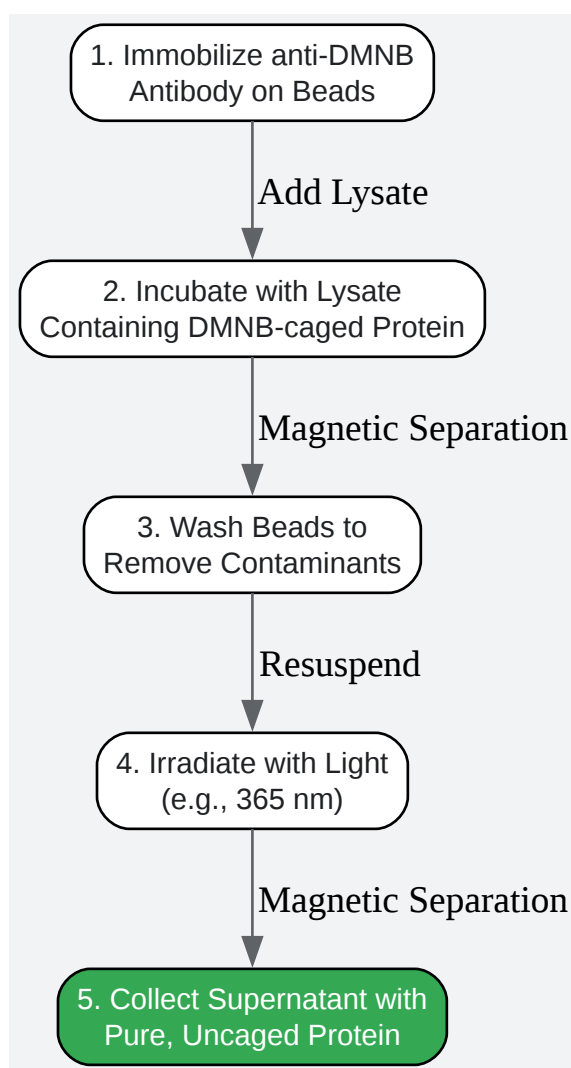 1. Immobilize anti-DMNB
Antibody on Beads
Add Lysate
2. Incubate with Lysate
Containing DMNB-caged Protein
Magnetic Separation
3. Wash Beads to
Remove Contaminants
Resuspend
4. Irradiate with Light
(e.g., 365 nm)
Magnetic Separation
5. Collect Supernatant with
Pure, Uncaged Protein